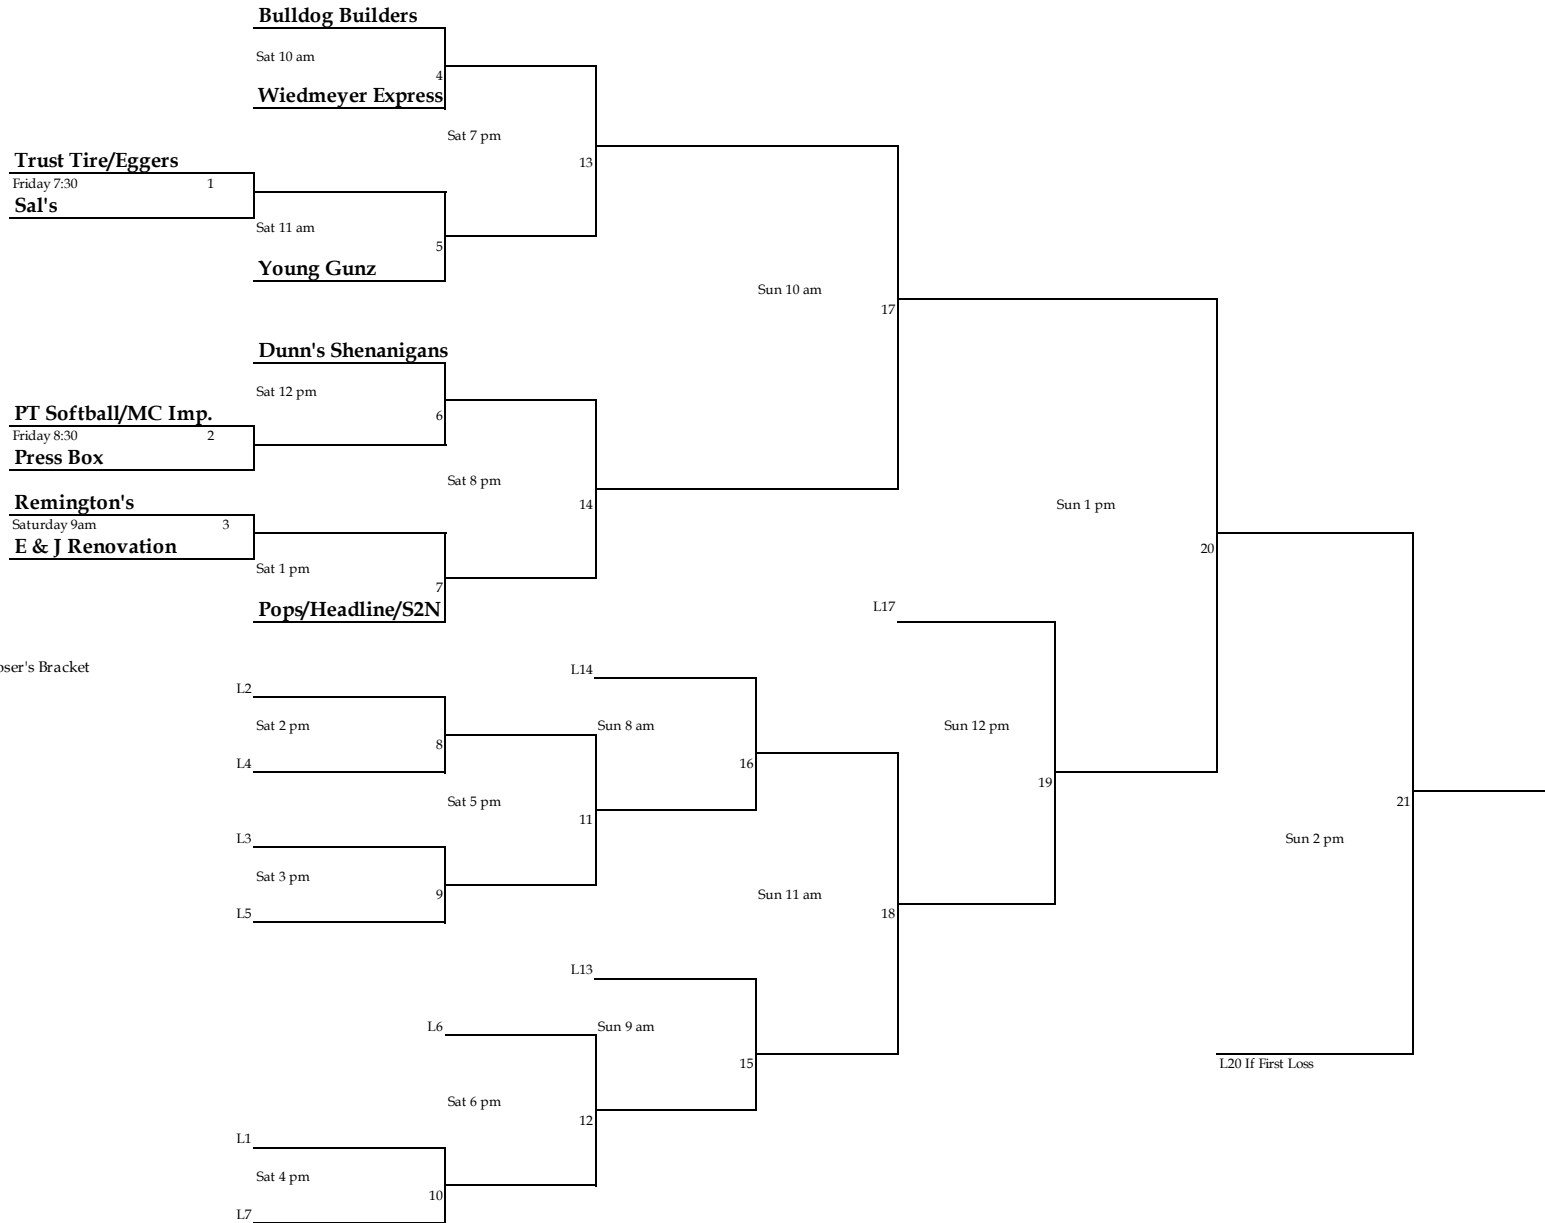 Bulldog Builders
Sat 10 am
4
Wiedmeyer Express
Sat 7 pm
13
Trust Tire/Eggers
Friday 7:30 1
Sal's
Sat 11 am
5
Young Gunz
Sun 10 am
17
Dunn's Shenanigans
Sat 12 pm
6
PT Softball/MC Imp.
Friday 8:30 2
Press Box
Sat 8 pm
14
Remington's
Saturday 9am 3
E & J Renovation
Sat 1 pm
7
Pops/Headline/S2N
Sun 1 pm
20
L17
oser's Bracket
L14
L2
Sat 2 pm
8
L4
Sun 8 am
16
Sun 12 pm
19
Sat 5 pm
11
L3
Sat 3 pm
9
L5
Sun 11 am
18
21
Sun 2 pm
L13
L6
Sun 9 am
15
Sat 6 pm
12
L20 If First Loss
L1
Sat 4 pm
10
L7